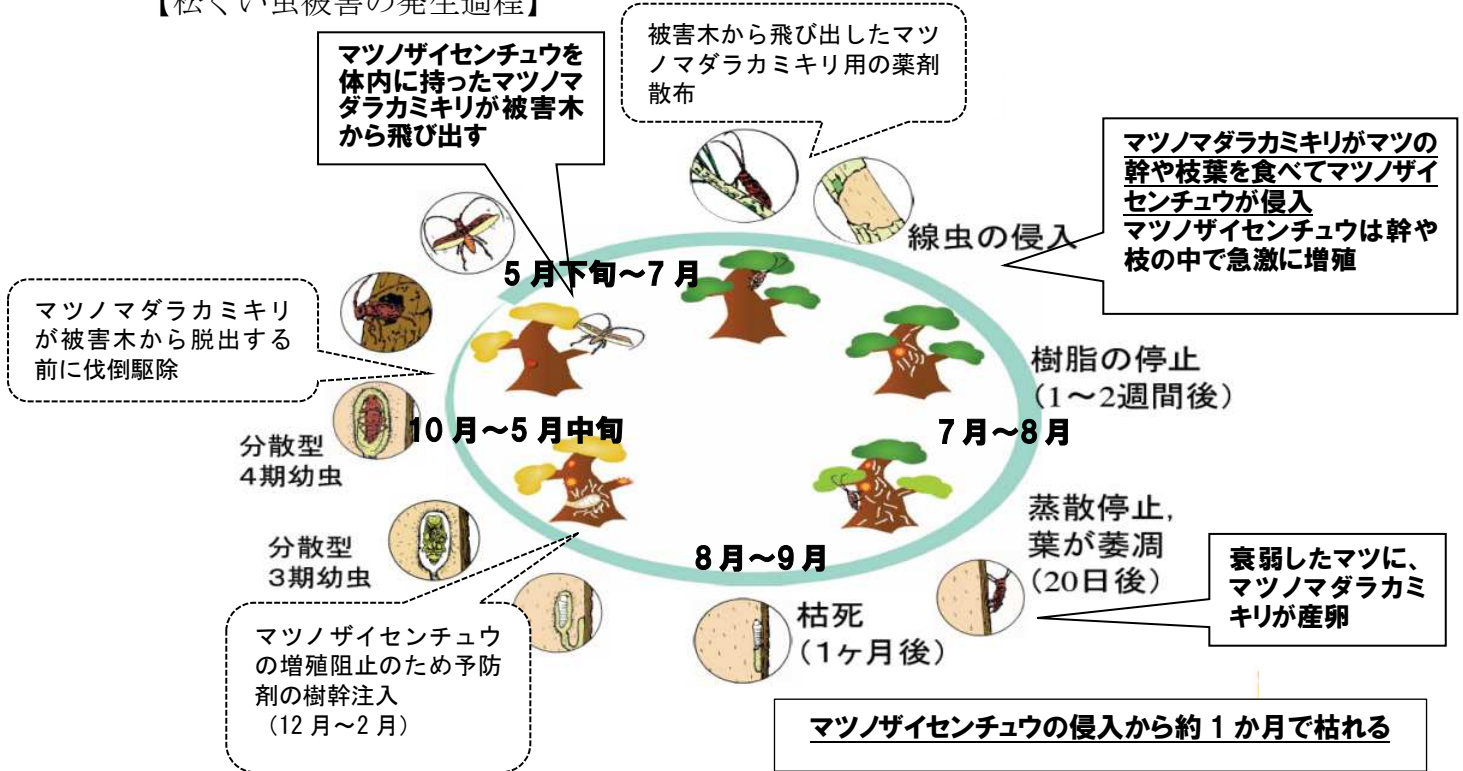 【松くい虫被害の発生過程】
マツノザイセンチュウを
体内に持ったマツノマ
ダラカミキリが被害木
から飛び出す
被害木から飛び出したマツ
ノマダラカミキリ用の薬剤
散布
マツノマダラカミキリがマツの
幹や枝葉を食べてマツノザイ
センチュウが侵入
マツノザイセンチュウは幹や
枝の中で急激に増殖
線虫の侵入
5月下旬～7月
マツノマダラカミキリ
が被害木から脱出する
前に伐倒駆除
樹脂の停止
(1～2週間後)
10月～5月中旬
7月～8月
分散型
4期幼虫
分散型
3期幼虫
8月～9月
蒸散停止,
葉が萎凋
(20日後)
衰弱したマツに、
マツノマダラカミ
キリが産卵
枯死
(1ヶ月後)
マツノザイセンチュウ
の増殖阻止のため予防
剤の樹幹注入
(12月～2月)
マツノザイセンチュウの侵入から約1か月で枯れる